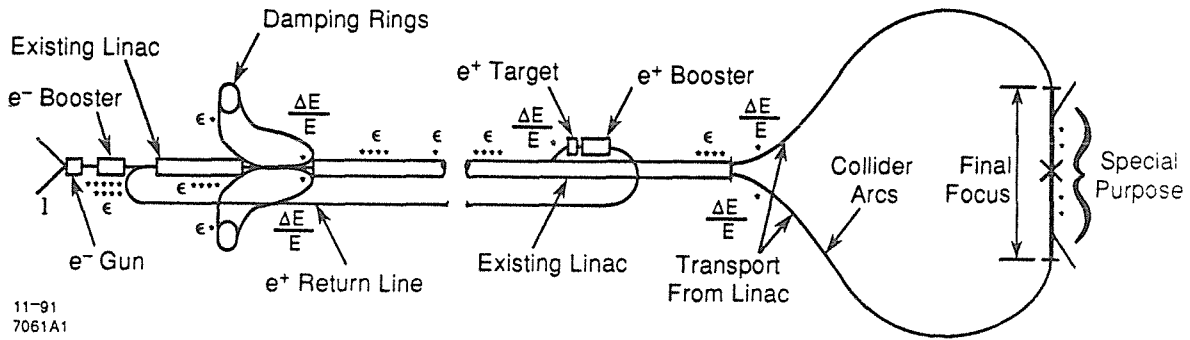 Damping Rings
Existing Linac
e⁻ Booster
ϵ
ΔE
E
ϵ
ϵ
ϵ
e⁺ Target
e⁺ Booster
ΔE
E
ϵ
ΔE
E
I
ϵ
ϵ
ϵ
ΔE
E
e⁻ Gun
e⁺ Return Line
Existing Linac
ΔE
E
Transport
From Linac
Collider
Arcs
Final
Focus
Special
Purpose
11-91
7061A1